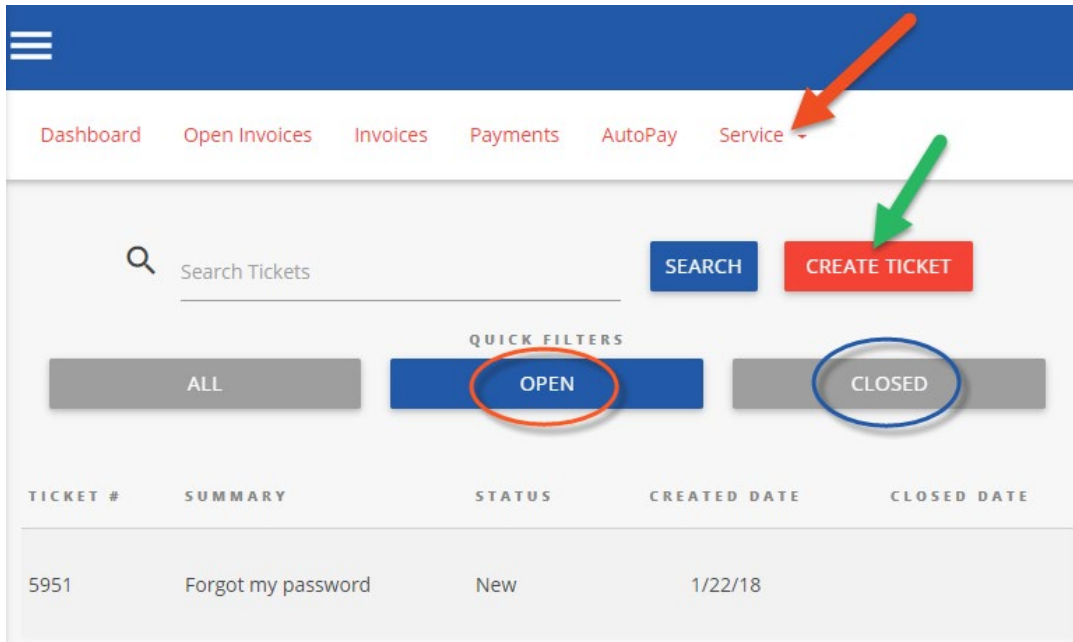 Dashboard Open Invoices Invoices Payments AutoPay Service
Search Tickets SEARCH CREATE TICKET
QUICK FILTERS
ALL OPEN CLOSED
TICKET # SUMMARY STATUS CREATED DATE CLOSED DATE
5951 Forgot my password New 1/22/18